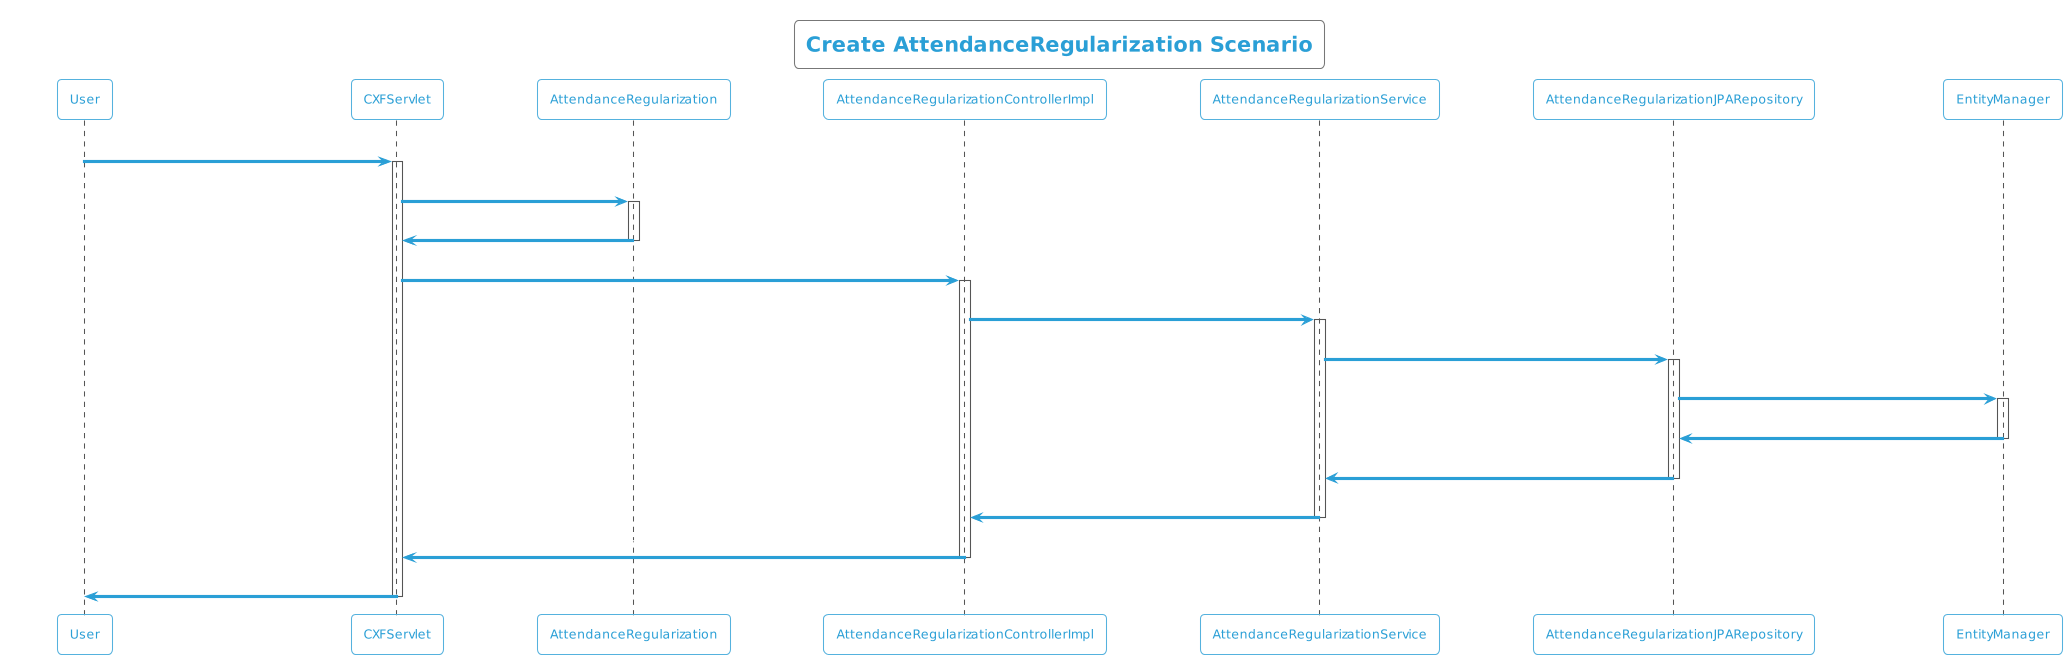 Create AttendanceRegularization Scenario
User
CXFServlet
AttendanceRegularization
AttendanceRegularizationControllerImpl
AttendanceRegularizationService
AttendanceRegularizationJPARepository
EntityManager
User
CXFServlet
AttendanceRegularization
AttendanceRegularizationControllerImpl
AttendanceRegularizationService
AttendanceRegularizationJPARepository
EntityManager